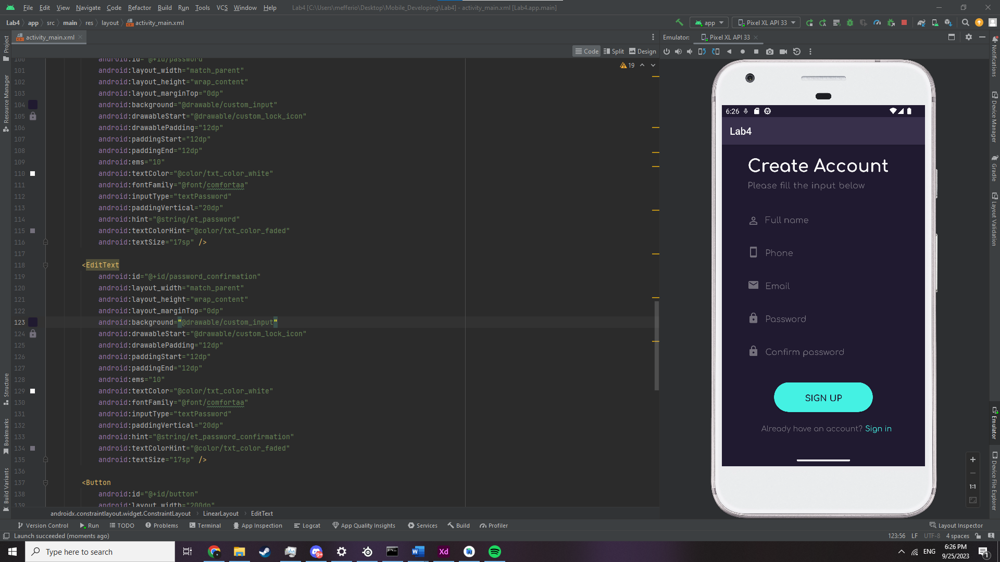 File Edit View Navigate Code Refactor Build Run Tools VCS Window Help Lab4 [C:\Users\mefferio\Desktop\Mobile_Developing\Lab4] - activity_main.xml [Lab4.app.main]
Lab4 app src main res layout activity_main.xml app Pixel XL API 33
activity_main.xml Emulator: Pixel XL API 33
Code Split Design
19
Project
Resource Manager
Structure
Bookmarks
Build Variants
100 android:id="@+id/password"
101 android:layout_width="match_parent"
102 android:layout_height="wrap_content"
103 android:layout_marginTop="0dp"
104 android:background="@drawable/custom_input"
105 android:drawableStart="@drawable/custom_lock_icon"
106 android:drawablePadding="12dp"
107 android:paddingStart="12dp"
108 android:paddingEnd="12dp"
109 android:ems="10"
110 android:textColor="@color/txt_color_white"
111 android:fontFamily="@font/comfortaa"
112 android:inputType="textPassword"
113 android:paddingVertical="20dp"
114 android:hint="@string/et_password"
115 android:textColorHint="@color/txt_color_faded"
116 android:textSize="17sp" />
117
118 <EditText
119 android:id="@+id/password_confirmation"
120 android:layout_width="match_parent"
121 android:layout_height="wrap_content"
122 android:layout_marginTop="0dp"
123 android:background="@drawable/custom_input"
124 android:drawableStart="@drawable/custom_lock_icon"
125 android:drawablePadding="12dp"
126 android:paddingStart="12dp"
127 android:paddingEnd="12dp"
128 android:ems="10"
129 android:textColor="@color/txt_color_white"
130 android:fontFamily="@font/comfortaa"
131 android:inputType="textPassword"
132 android:paddingVertical="20dp"
133 android:hint="@string/et_password_confirmation"
134 android:textColorHint="@color/txt_color_faded"
135 android:textSize="17sp" />
136
137 <Button
138 android:id="@+id/button"
139 android:layout_width="200dp"
androidx.constraintlayout.widget.ConstraintLayout LinearLayout EditText
6:26
Lab4
Create Account
Please fill the input below
Full name
Phone
Email
Password
Confirm password
SIGN UP
Already have an account? Sign in
1:1
Notifications
Device Manager
Gradle
Layout Validation
Emulator
Device File Explorer
Version Control Run TODO Problems Terminal App Inspection Logcat App Quality Insights Services Build Profiler Layout Inspector
Launch succeeded (moments ago) 123:56 LF UTF-8 4 spaces
Type here to search
9+
W
Xd
ENG
6:26 PM
9/25/2023
1